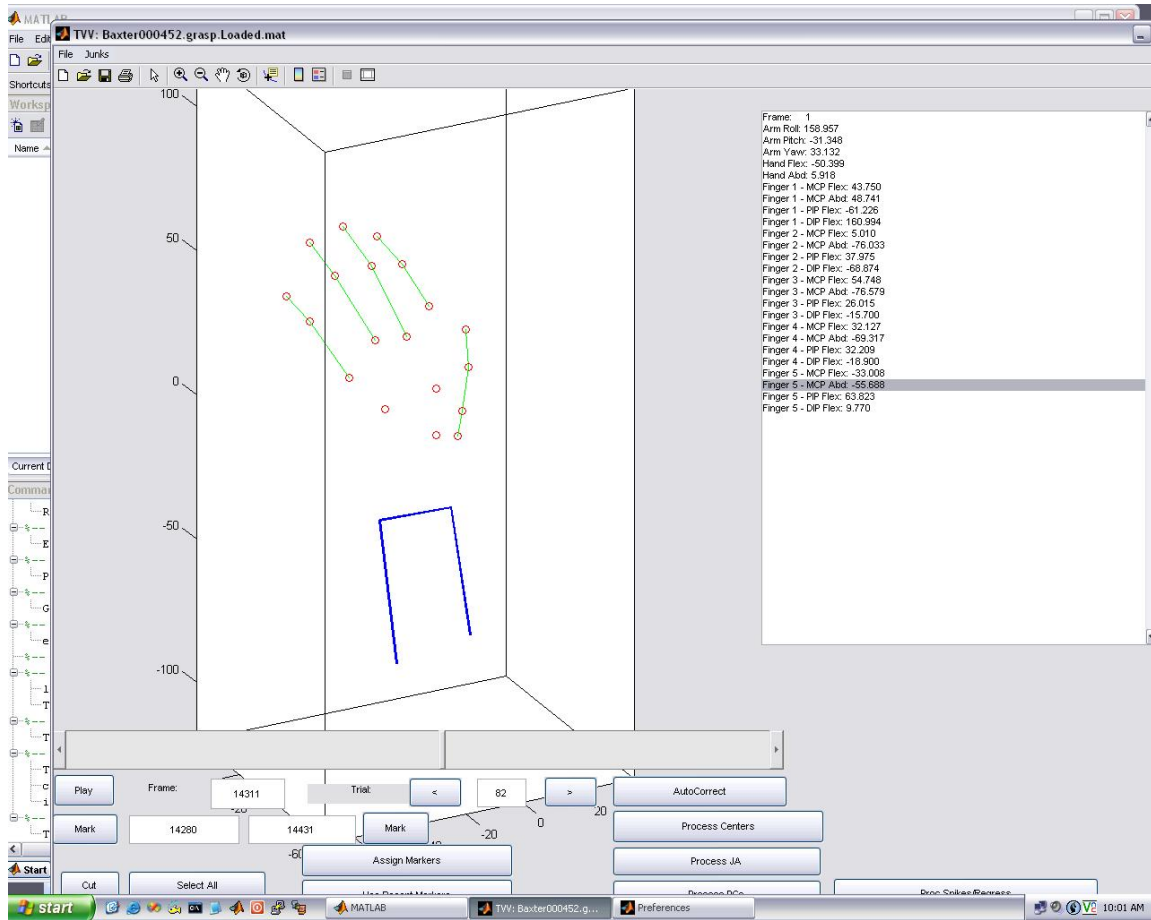 MATL
TVV: Baxter000452.grasp.Loaded.mat
File Edit
File Junks
Shortcuts
Worksp
Name
100
50
0
-50
-100
Frame: 1
Arm Roll: 158.957
Arm Pitch: -31.348
Arm Yaw: 33.132
Hand Flex: -50.399
Hand Abd: 5.918
Finger 1 - MCP Flex: 43.750
Finger 1 - MCP Abd: 48.741
Finger 1 - PIP Flex: -61.226
Finger 1 - DIP Flex: 160.994
Finger 2 - MCP Flex: 5.010
Finger 2 - MCP Abd: -76.033
Finger 2 - PIP Flex: 37.975
Finger 2 - DIP Flex: -68.874
Finger 3 - MCP Flex: 54.748
Finger 3 - MCP Abd: -76.579
Finger 3 - PIP Flex: 26.015
Finger 3 - DIP Flex: -15.700
Finger 4 - MCP Flex: 32.127
Finger 4 - MCP Abd: -69.317
Finger 4 - PIP Flex: 32.209
Finger 4 - DIP Flex: -18.900
Finger 5 - MCP Flex: -33.008
Finger 5 - MCP Abd: -55.688
Finger 5 - PIP Flex: 63.823
Finger 5 - DIP Flex: 9.770
Current D
Comma
R
E
P
G
e
l
T
T
T
c
i
T
Play Frame: 14311 Trial: < 82 > AutoCorrect
-20 0 20
Mark 14280 14431 Mark Process Centers
-60 Assign Markers Process JA
Start
Cut Select All Use Recent Markers Process PCs Proc Spikes/Regress
start MATLAB TVV: Baxter000452.g... Preferences 10:01 AM